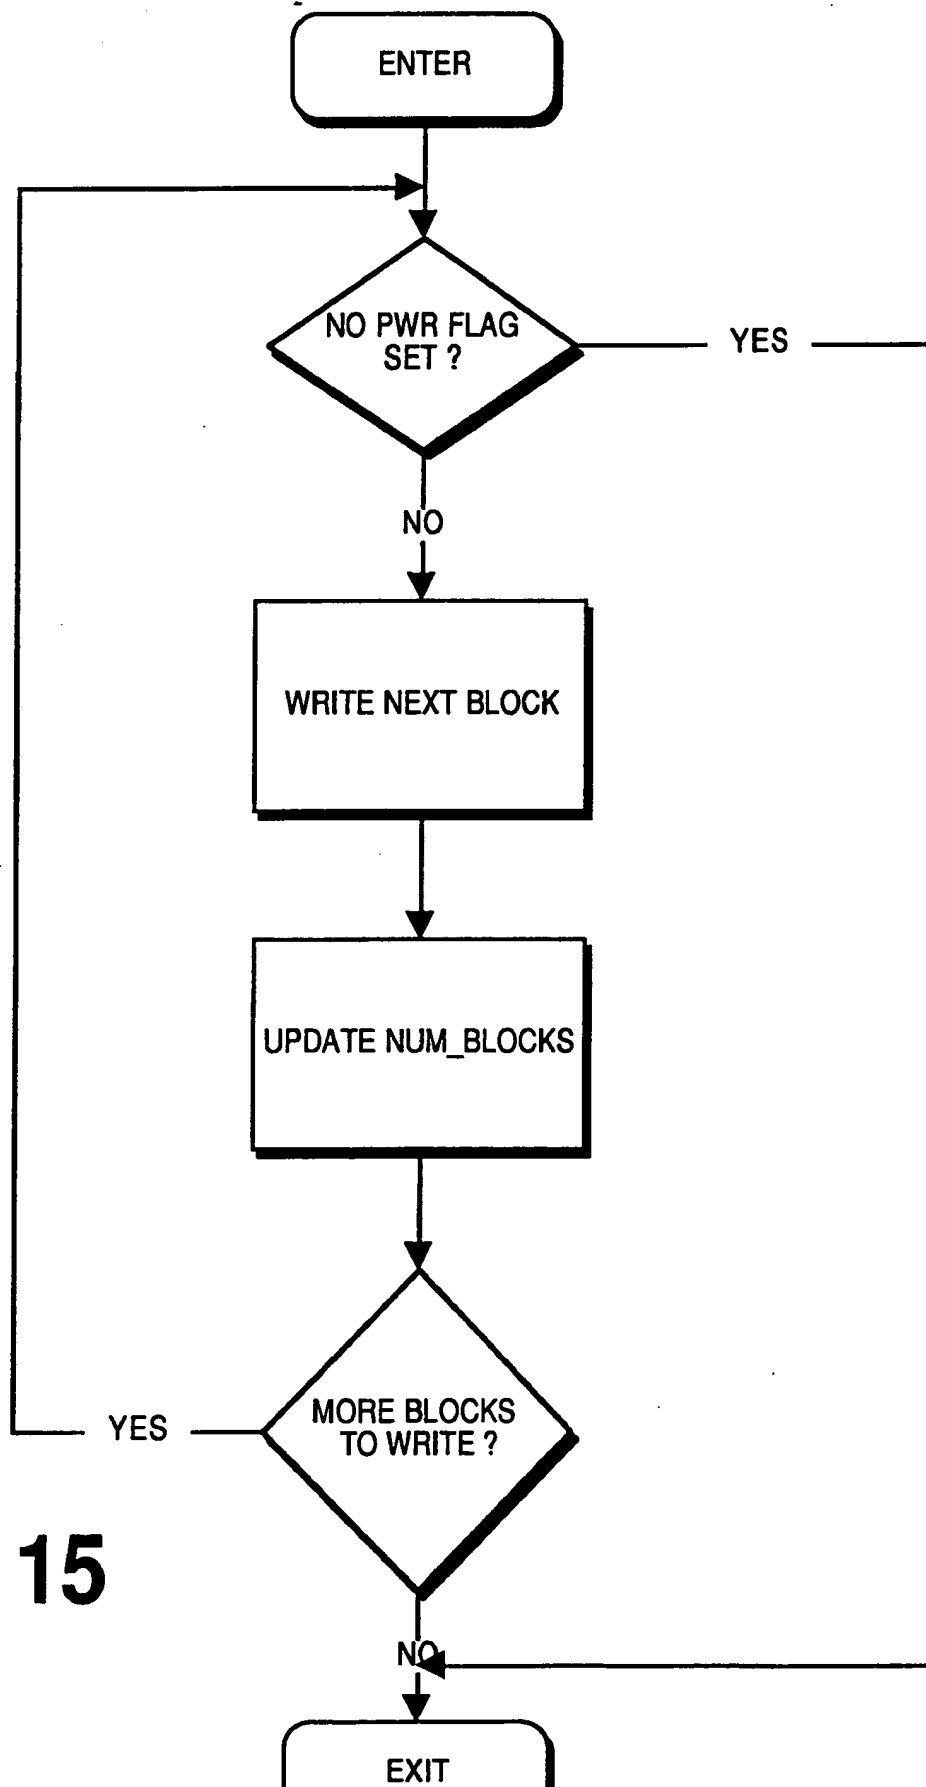 ENTER
NO PWR FLAG
SET ?
YES
NO
WRITE NEXT BLOCK
UPDATE NUM_BLOCKS
MORE BLOCKS
TO WRITE ?
YES
15
NO
EXIT